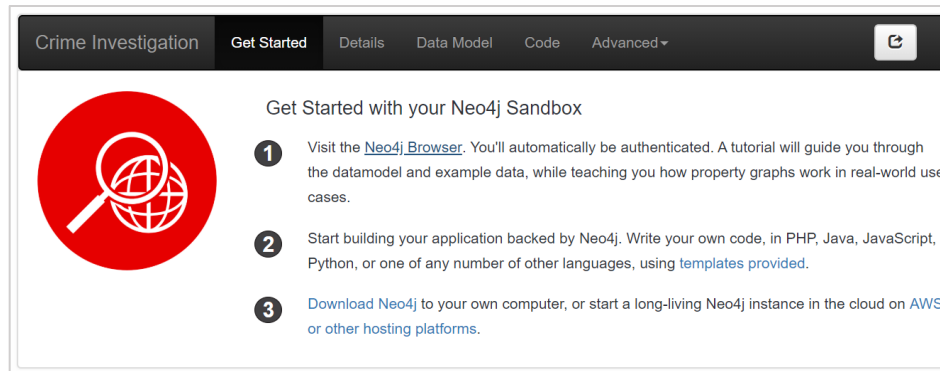 Crime Investigation Get Started Details Data Model Code Advanced
Get Started with your Neo4j Sandbox
1 Visit the Neo4j Browser. You'll automatically be authenticated. A tutorial will guide you through
the datamodel and example data, while teaching you how property graphs work in real-world use
cases.
2 Start building your application backed by Neo4j. Write your own code, in PHP, Java, JavaScript,
Python, or one of any number of other languages, using templates provided.
3 Download Neo4j to your own computer, or start a long-living Neo4j instance in the cloud on AWS
or other hosting platforms.